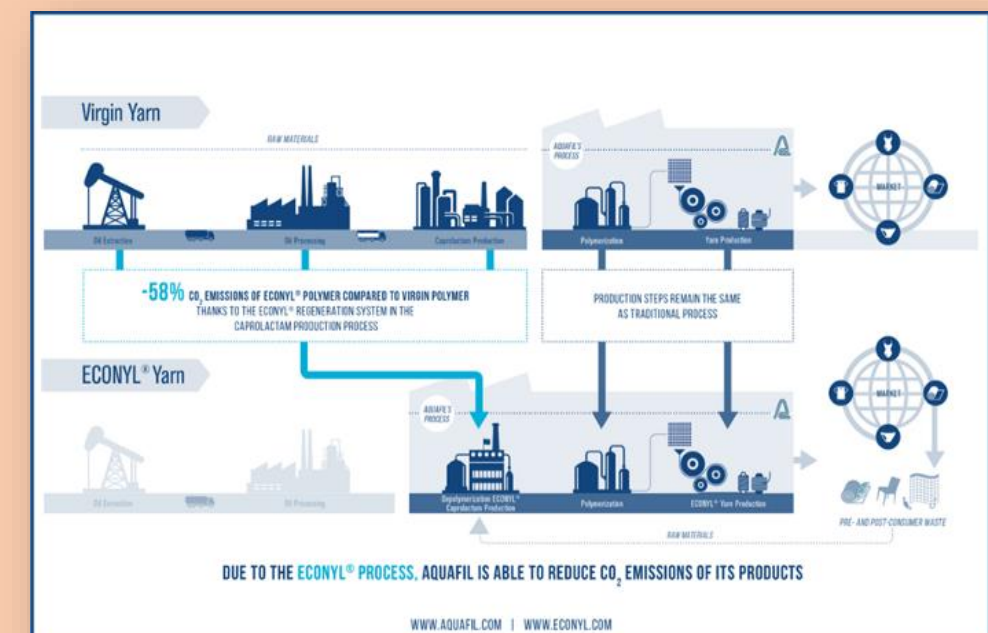 Virgin Yarn
RAW MATERIALS
AQUAFIL'S
PROCESS
MARKET
Oil Extraction
Oil Processing
Caprolactam Production
Polymerization
Yarn Production
-58% CO₂ EMISSIONS OF ECONYL® POLYMER COMPARED TO VIRGIN POLYMER
THANKS TO THE ECONYL® REGENERATION SYSTEM IN THE
CAPROLACTAM PRODUCTION PROCESS
PRODUCTION STEPS REMAIN THE SAME
AS TRADITIONAL PROCESS
ECONYL® Yarn
AQUAFIL'S
PROCESS
MARKET
Oil Extraction
Oil Processing
Depolymerization ECONYL®
Caprolactam Production
Polymerization
ECONYL® Yarn Production
PRE- AND POST-CONSUMER WASTE
RAW MATERIALS
DUE TO THE ECONYL® PROCESS, AQUAFIL IS ABLE TO REDUCE CO₂ EMISSIONS OF ITS PRODUCTS
WWW.AQUAFIL.COM | WWW.ECONYL.COM